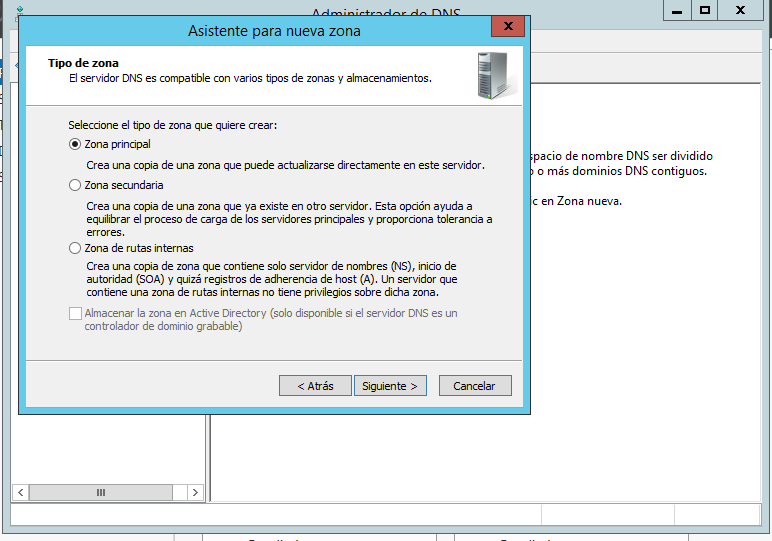 Administrador de DNS
Asistente para nueva zona
Tipo de zona
El servidor DNS es compatible con varios tipos de zonas y almacenamientos.
Seleccione el tipo de zona que quiere crear:
Zona principal
Crea una copia de una zona que puede actualizarse directamente en este servidor.
Zona secundaria
Crea una copia de una zona que ya existe en otro servidor. Esta opción ayuda a
equilibrar el proceso de carga de los servidores principales y proporciona tolerancia a
errores.
Zona de rutas internas
Crea una copia de zona que contiene solo servidor de nombres (NS), inicio de
autoridad (SOA) y quizá registros de adherencia de host (A). Un servidor que
contiene una zona de rutas internas no tiene privilegios sobre dicha zona.
Almacenar la zona en Active Directory (solo disponible si el servidor DNS es un
controlador de dominio grabable)
< Atrás
Siguiente >
Cancelar
spacio de nombre DNS ser dividido
o más dominios DNS contiguos.
ic en Zona nueva.